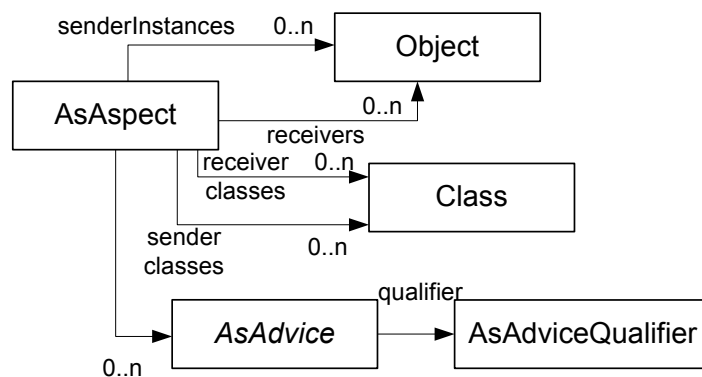 senderInstances 0..n
Object
AsAspect
0..n
receivers
receiver 0..n
classes
Class
sender
classes
0..n
qualifier
AsAdvice
AsAdviceQualifier
0..n